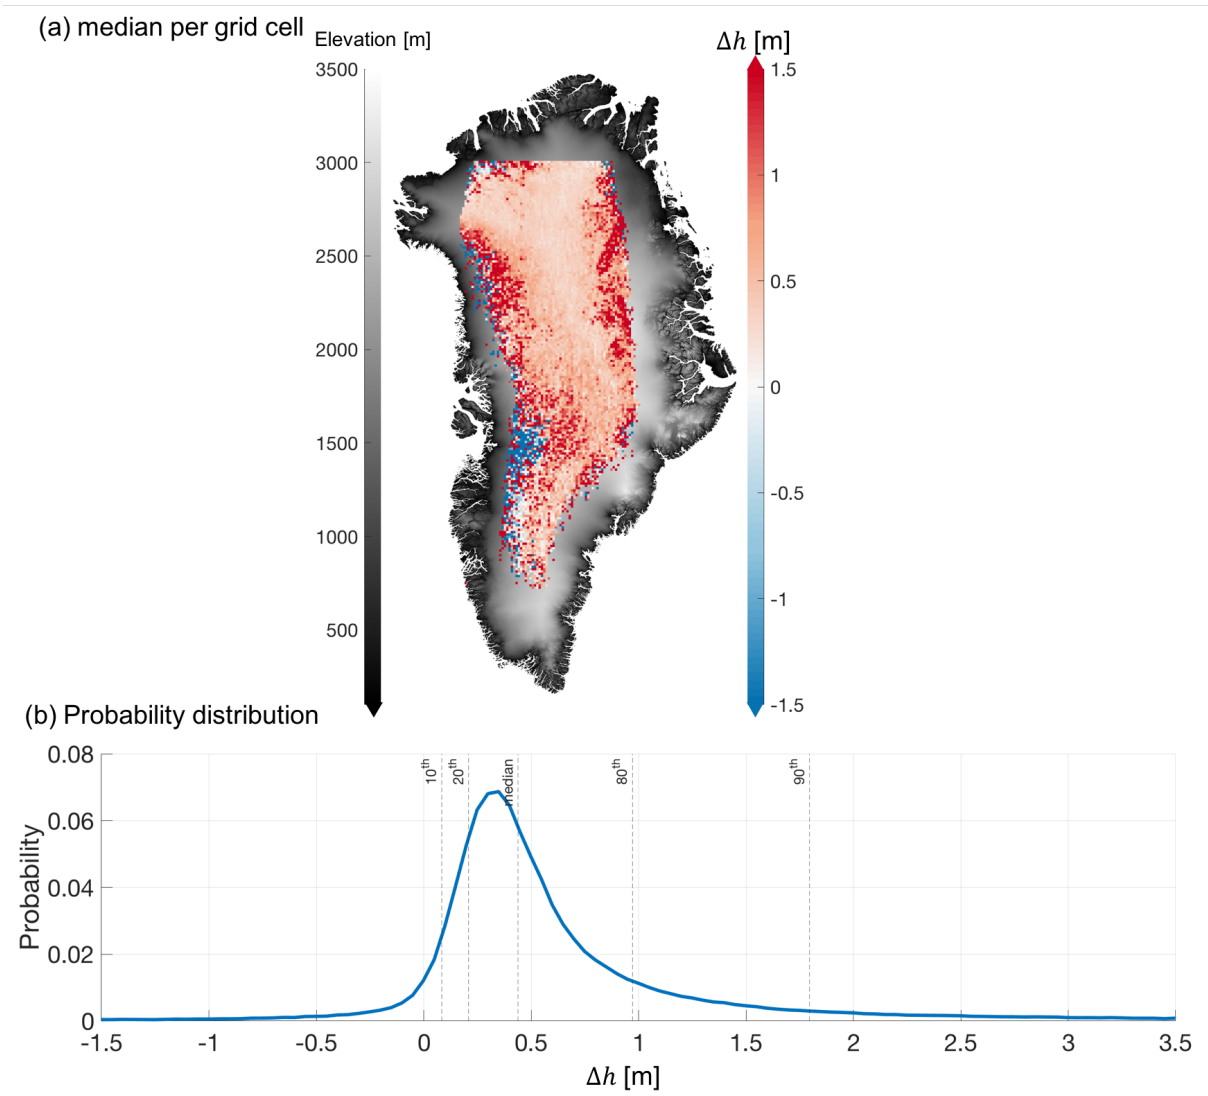 (a) median per grid cell
Elevation [m]
Δh [m]
3500
3000
2500
2000
1500
1000
500
1.5
1
0.5
0
-0.5
-1
-1.5
(b) Probability distribution
0.08
0.06
0.04
0.02
0
Probability
10th
20th
median
80th
90th
-1.5 -1 -0.5 0 0.5 1 1.5 2 2.5 3 3.5
Δh [m]